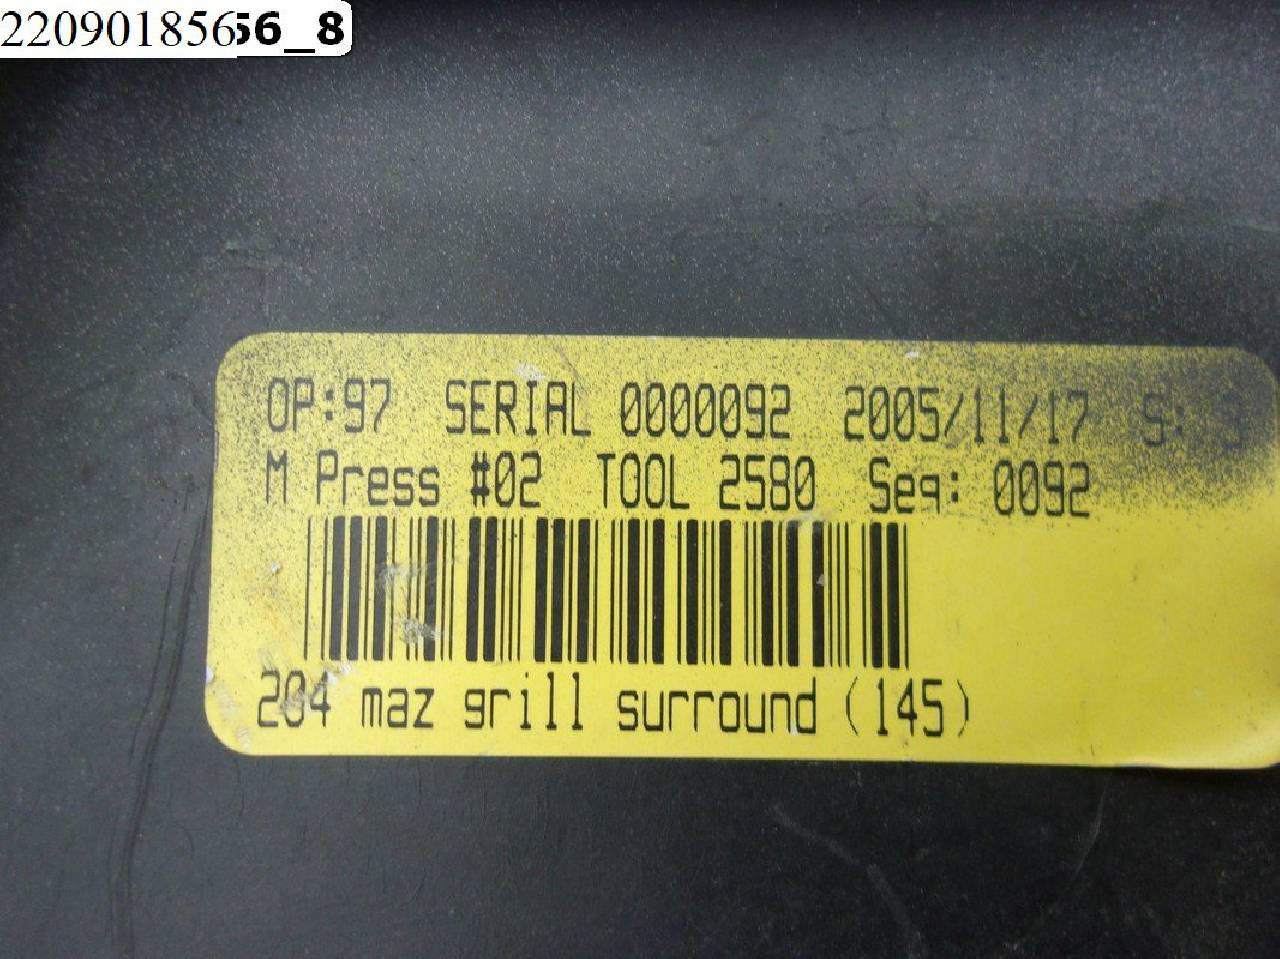 22090185656_8
OP:97 SERIAL 0000092 2005/11/17 S: 3
M Press #02 TOOL 2580 Seq: 0092
204 maz grill surround (145)